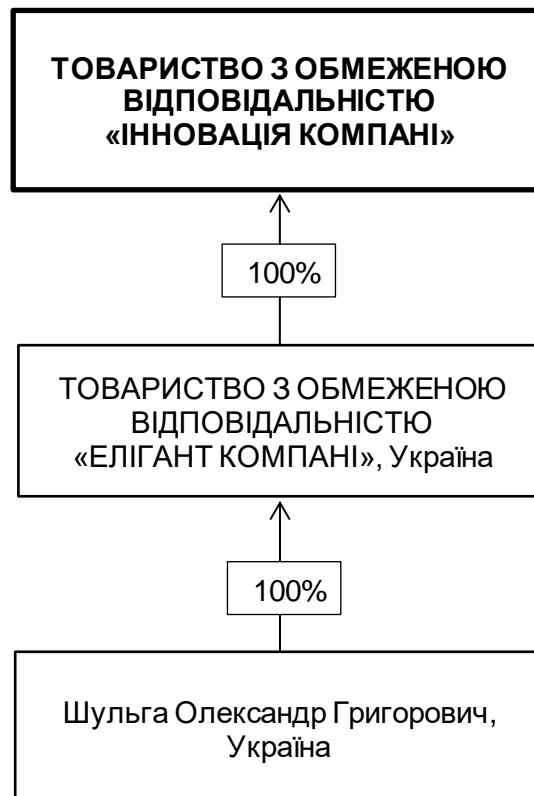 ТОВАРИСТВО З ОБМЕЖЕНОЮ
ВІДПОВІДАЛЬНІСТЮ
«ІННОВАЦІЯ КОМПАНІ»
100%
ТОВАРИСТВО З ОБМЕЖЕНОЮ
ВІДПОВІДАЛЬНІСТЮ
«ЕЛІГАНТ КОМПАНІ», Україна
100%
Шульга Олександр Григорович,
Україна